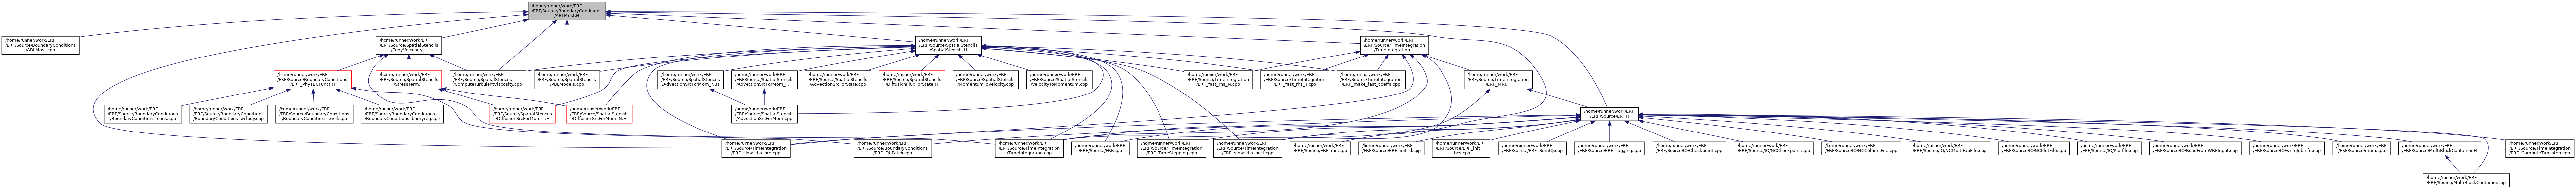 /home/runner/work/ERF
/ERF/Source/BoundaryConditions
/ABLMost.H
/home/runner/work/ERF
/ERF/Source/BoundaryConditions
/ABLMost.cpp
/home/runner/work/ERF
/ERF/Source/SpatialStencils
/EddyViscosity.H
/home/runner/work/ERF
/ERF/Source/SpatialStencils
/SpatialStencils.H
/home/runner/work/ERF
/ERF/Source/TimeIntegration
/TimeIntegration.H
/home/runner/work/ERF
/ERF/Source/BoundaryConditions
/ERF_PhysBCFunct.H
/home/runner/work/ERF
/ERF/Source/SpatialStencils
/StressTerm.H
/home/runner/work/ERF
/ERF/Source/SpatialStencils
/ComputeTurbulentViscosity.cpp
/home/runner/work/ERF
/ERF/Source/SpatialStencils
/PBLModels.cpp
/home/runner/work/ERF
/ERF/Source/SpatialStencils
/AdvectionSrcForMom_N.H
/home/runner/work/ERF
/ERF/Source/SpatialStencils
/AdvectionSrcForMom_T.H
/home/runner/work/ERF
/ERF/Source/SpatialStencils
/AdvectionSrcForState.cpp
/home/runner/work/ERF
/ERF/Source/SpatialStencils
/DiffusionFluxForState.H
/home/runner/work/ERF
/ERF/Source/SpatialStencils
/MomentumToVelocity.cpp
/home/runner/work/ERF
/ERF/Source/SpatialStencils
/VelocityToMomentum.cpp
/home/runner/work/ERF
/ERF/Source/TimeIntegration
/ERF_fast_rhs_N.cpp
/home/runner/work/ERF
/ERF/Source/TimeIntegration
/ERF_fast_rhs_T.cpp
/home/runner/work/ERF
/ERF/Source/TimeIntegration
/ERF_make_fast_coeffs.cpp
/home/runner/work/ERF
/ERF/Source/TimeIntegration
/ERF_MRI.H
/home/runner/work/ERF
/ERF/Source/BoundaryConditions
/BoundaryConditions_cons.cpp
/home/runner/work/ERF
/ERF/Source/BoundaryConditions
/BoundaryConditions_wrfbdy.cpp
/home/runner/work/ERF
/ERF/Source/BoundaryConditions
/BoundaryConditions_xvel.cpp
/home/runner/work/ERF
/ERF/Source/BoundaryConditions
/BoundaryConditions_bndryreg.cpp
/home/runner/work/ERF
/ERF/Source/SpatialStencils
/DiffusionSrcForMom_T.H
/home/runner/work/ERF
/ERF/Source/SpatialStencils
/DiffusionSrcForMom_N.H
/home/runner/work/ERF
/ERF/Source/SpatialStencils
/AdvectionSrcForMom.cpp
/home/runner/work/ERF
/ERF/Source/ERF.H
/home/runner/work/ERF
/ERF/Source/TimeIntegration
/ERF_slow_rhs_pre.cpp
/home/runner/work/ERF
/ERF/Source/BoundaryConditions
/ERF_FillPatch.cpp
/home/runner/work/ERF
/ERF/Source/TimeIntegration
/TimeIntegration.cpp
/home/runner/work/ERF
/ERF/Source/ERF.cpp
/home/runner/work/ERF
/ERF/Source/TimeIntegration
/ERF_TimeStepping.cpp
/home/runner/work/ERF
/ERF/Source/TimeIntegration
/ERF_slow_rhs_post.cpp
/home/runner/work/ERF
/ERF/Source/ERF_init.cpp
/home/runner/work/ERF
/ERF/Source/ERF_init1d.cpp
/home/runner/work/ERF
/ERF/Source/ERF_init
_bcs.cpp
/home/runner/work/ERF
/ERF/Source/ERF_SumIQ.cpp
/home/runner/work/ERF
/ERF/Source/ERF_Tagging.cpp
/home/runner/work/ERF
/ERF/Source/IO/Checkpoint.cpp
/home/runner/work/ERF
/ERF/Source/IO/NCCheckpoint.cpp
/home/runner/work/ERF
/ERF/Source/IO/NCColumnFile.cpp
/home/runner/work/ERF
/ERF/Source/IO/NCMultiFabFile.cpp
/home/runner/work/ERF
/ERF/Source/IO/NCPlotFile.cpp
/home/runner/work/ERF
/ERF/Source/IO/Plotfile.cpp
/home/runner/work/ERF
/ERF/Source/IO/ReadFromWRFInput.cpp
/home/runner/work/ERF
/ERF/Source/IO/writeJobInfo.cpp
/home/runner/work/ERF
/ERF/Source/main.cpp
/home/runner/work/ERF
/ERF/Source/MultiBlockContainer.H
/home/runner/work/ERF
/ERF/Source/TimeIntegration
/ERF_ComputeTimestep.cpp
/home/runner/work/ERF
/ERF/Source/MultiBlockContainer.cpp